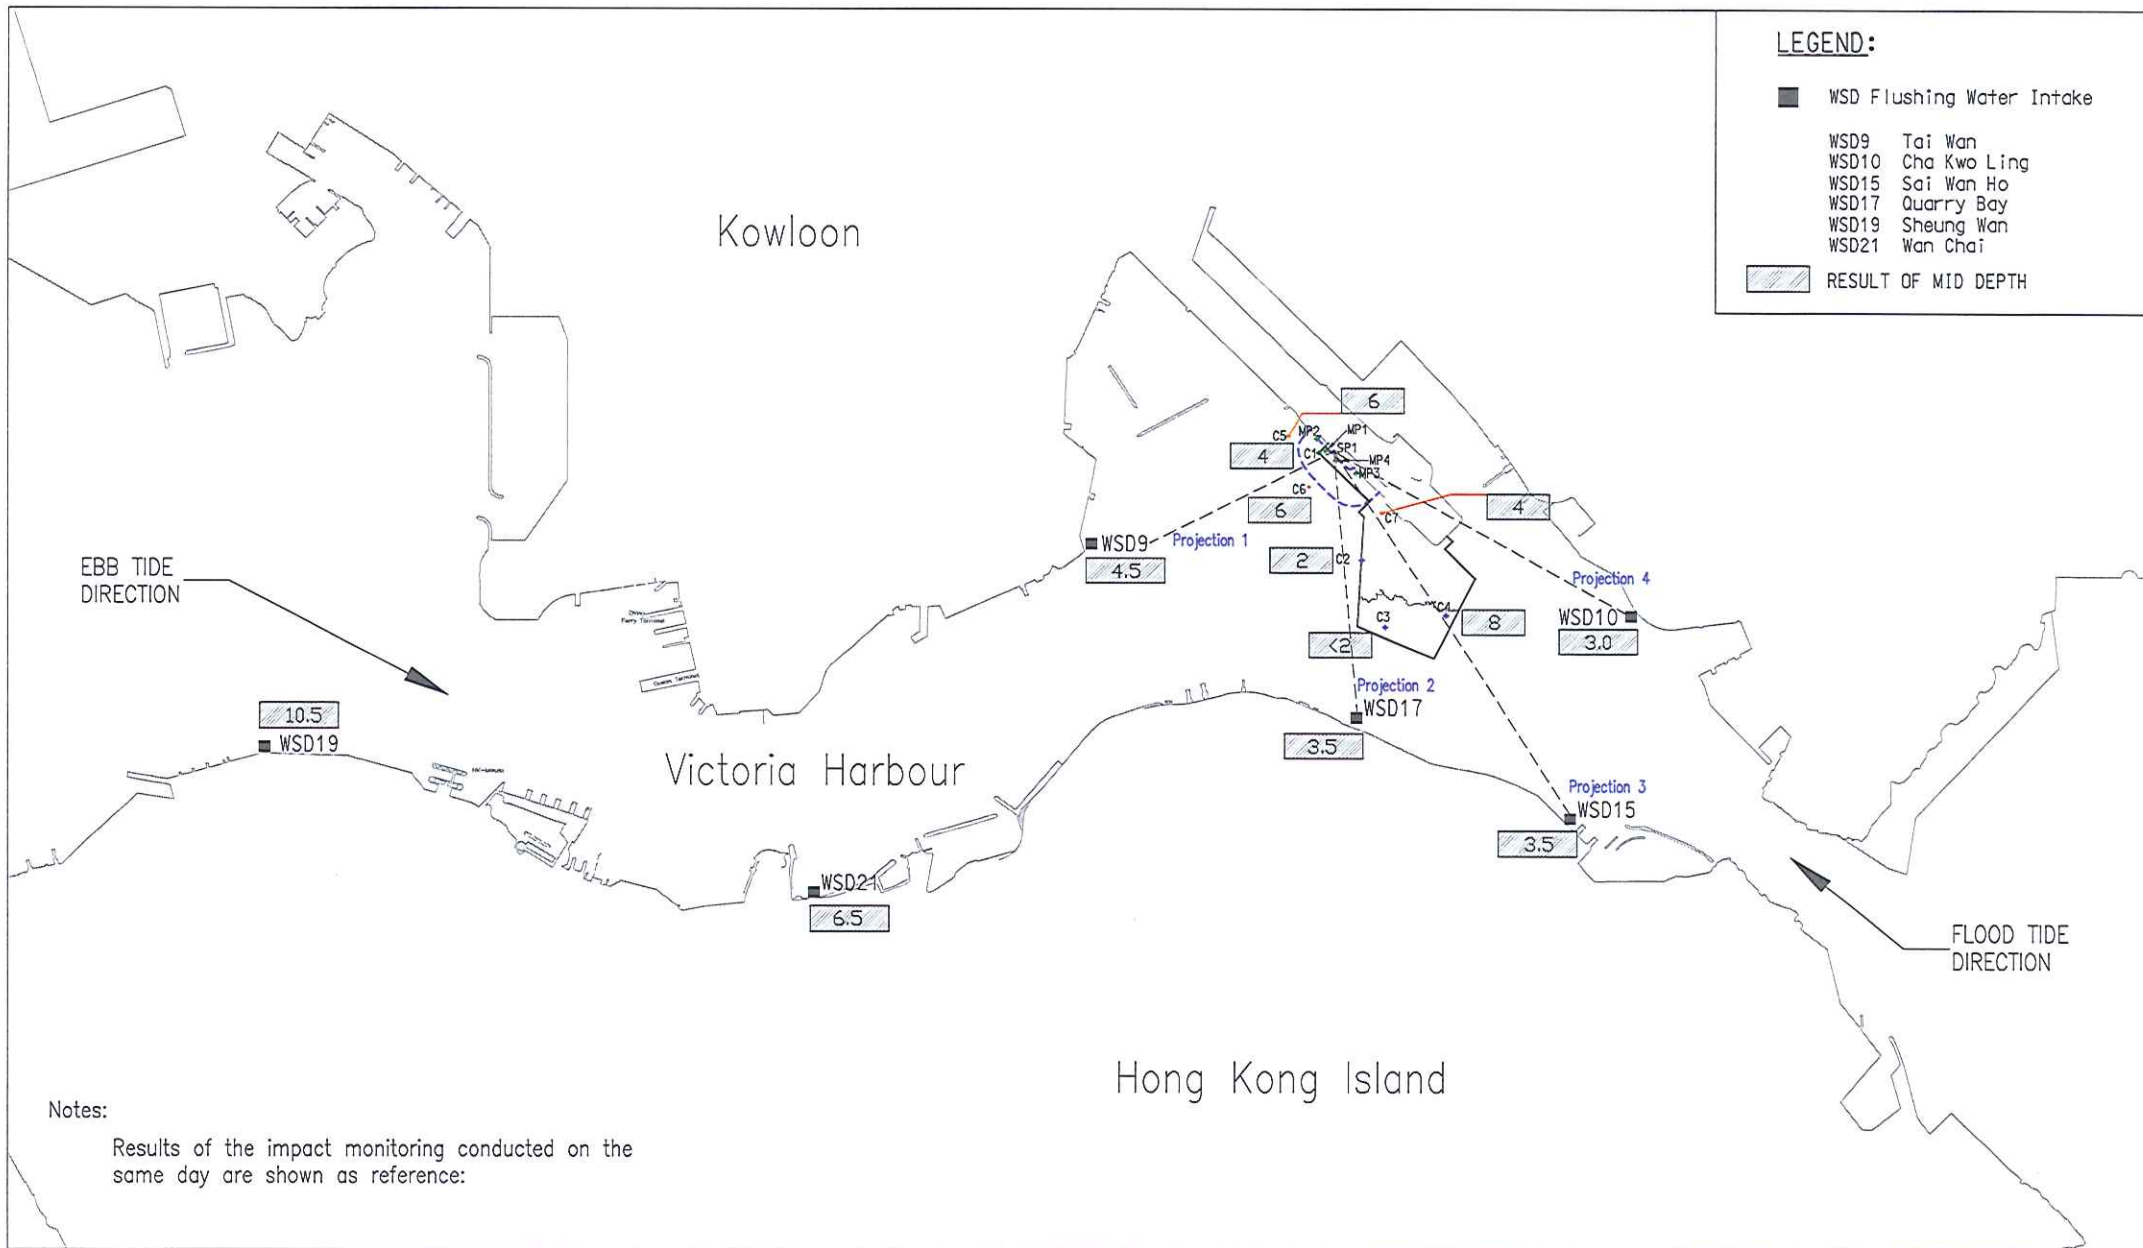 LEGEND:
WSD Flushing Water Intake
WSD9 Tai Wan
WSD10 Cha Kwo Ling
WSD15 Sai Wan Ho
WSD17 Quarry Bay
WSD19 Sheung Wan
WSD21 Wan Chai
RESULT OF MID DEPTH
Kowloon
6
C5
MP2
MP1
4
C1
SP1
MP4
MP3
C6
6
4
C7
WSD9
Projection 1
4.5
2
C2
EBB TIDE
DIRECTION
Projection 4
Ferry Terminal
C3
C4
8
WSD10
3.0
<2
Ocean Terminal
Projection 2
10.5
WSD17
WSD19
3.5
Victoria Harbour
Projection 3
WSD15
3.5
WSD21
6.5
FLOOD TIDE
DIRECTION
Hong Kong Island
Notes:
Results of the impact monitoring conducted on the
same day are shown as reference: